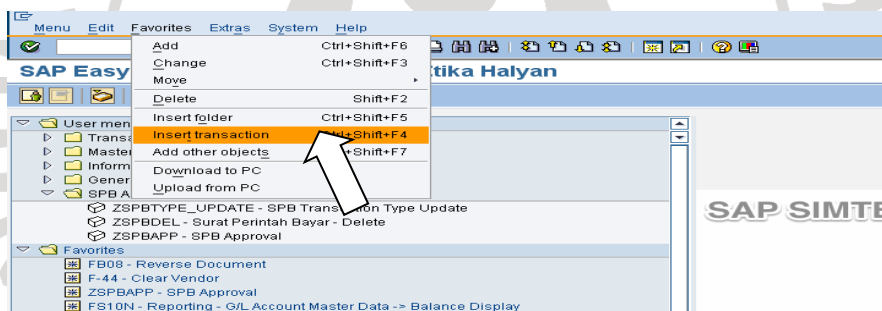 Menu Edit Favorites Extras System Help
Add Ctrl+Shift+F6
Change Ctrl+Shift+F3
SAP Easy tika Halyan
Move
Delete Shift+F2
Insert folder Ctrl+Shift+F5
User men
Insert transaction Ctrl+Shift+F4
Transa
Add other objects +Shift+F7
Master
Inform
Download to PC
Gener
Upload from PC
SPB A
ZSPBTYPE_UPDATE - SPB Transaction Type Update
ZSPBDEL - Surat Perintah Bayar - Delete
ZSPBAPP - SPB Approval
SAP SIMTE
Favorites
FB08 - Reverse Document
F-44 - Clear Vendor
ZSPBAPP - SPB Approval
FS10N - Reporting - G/L Account Master Data -> Balance Display